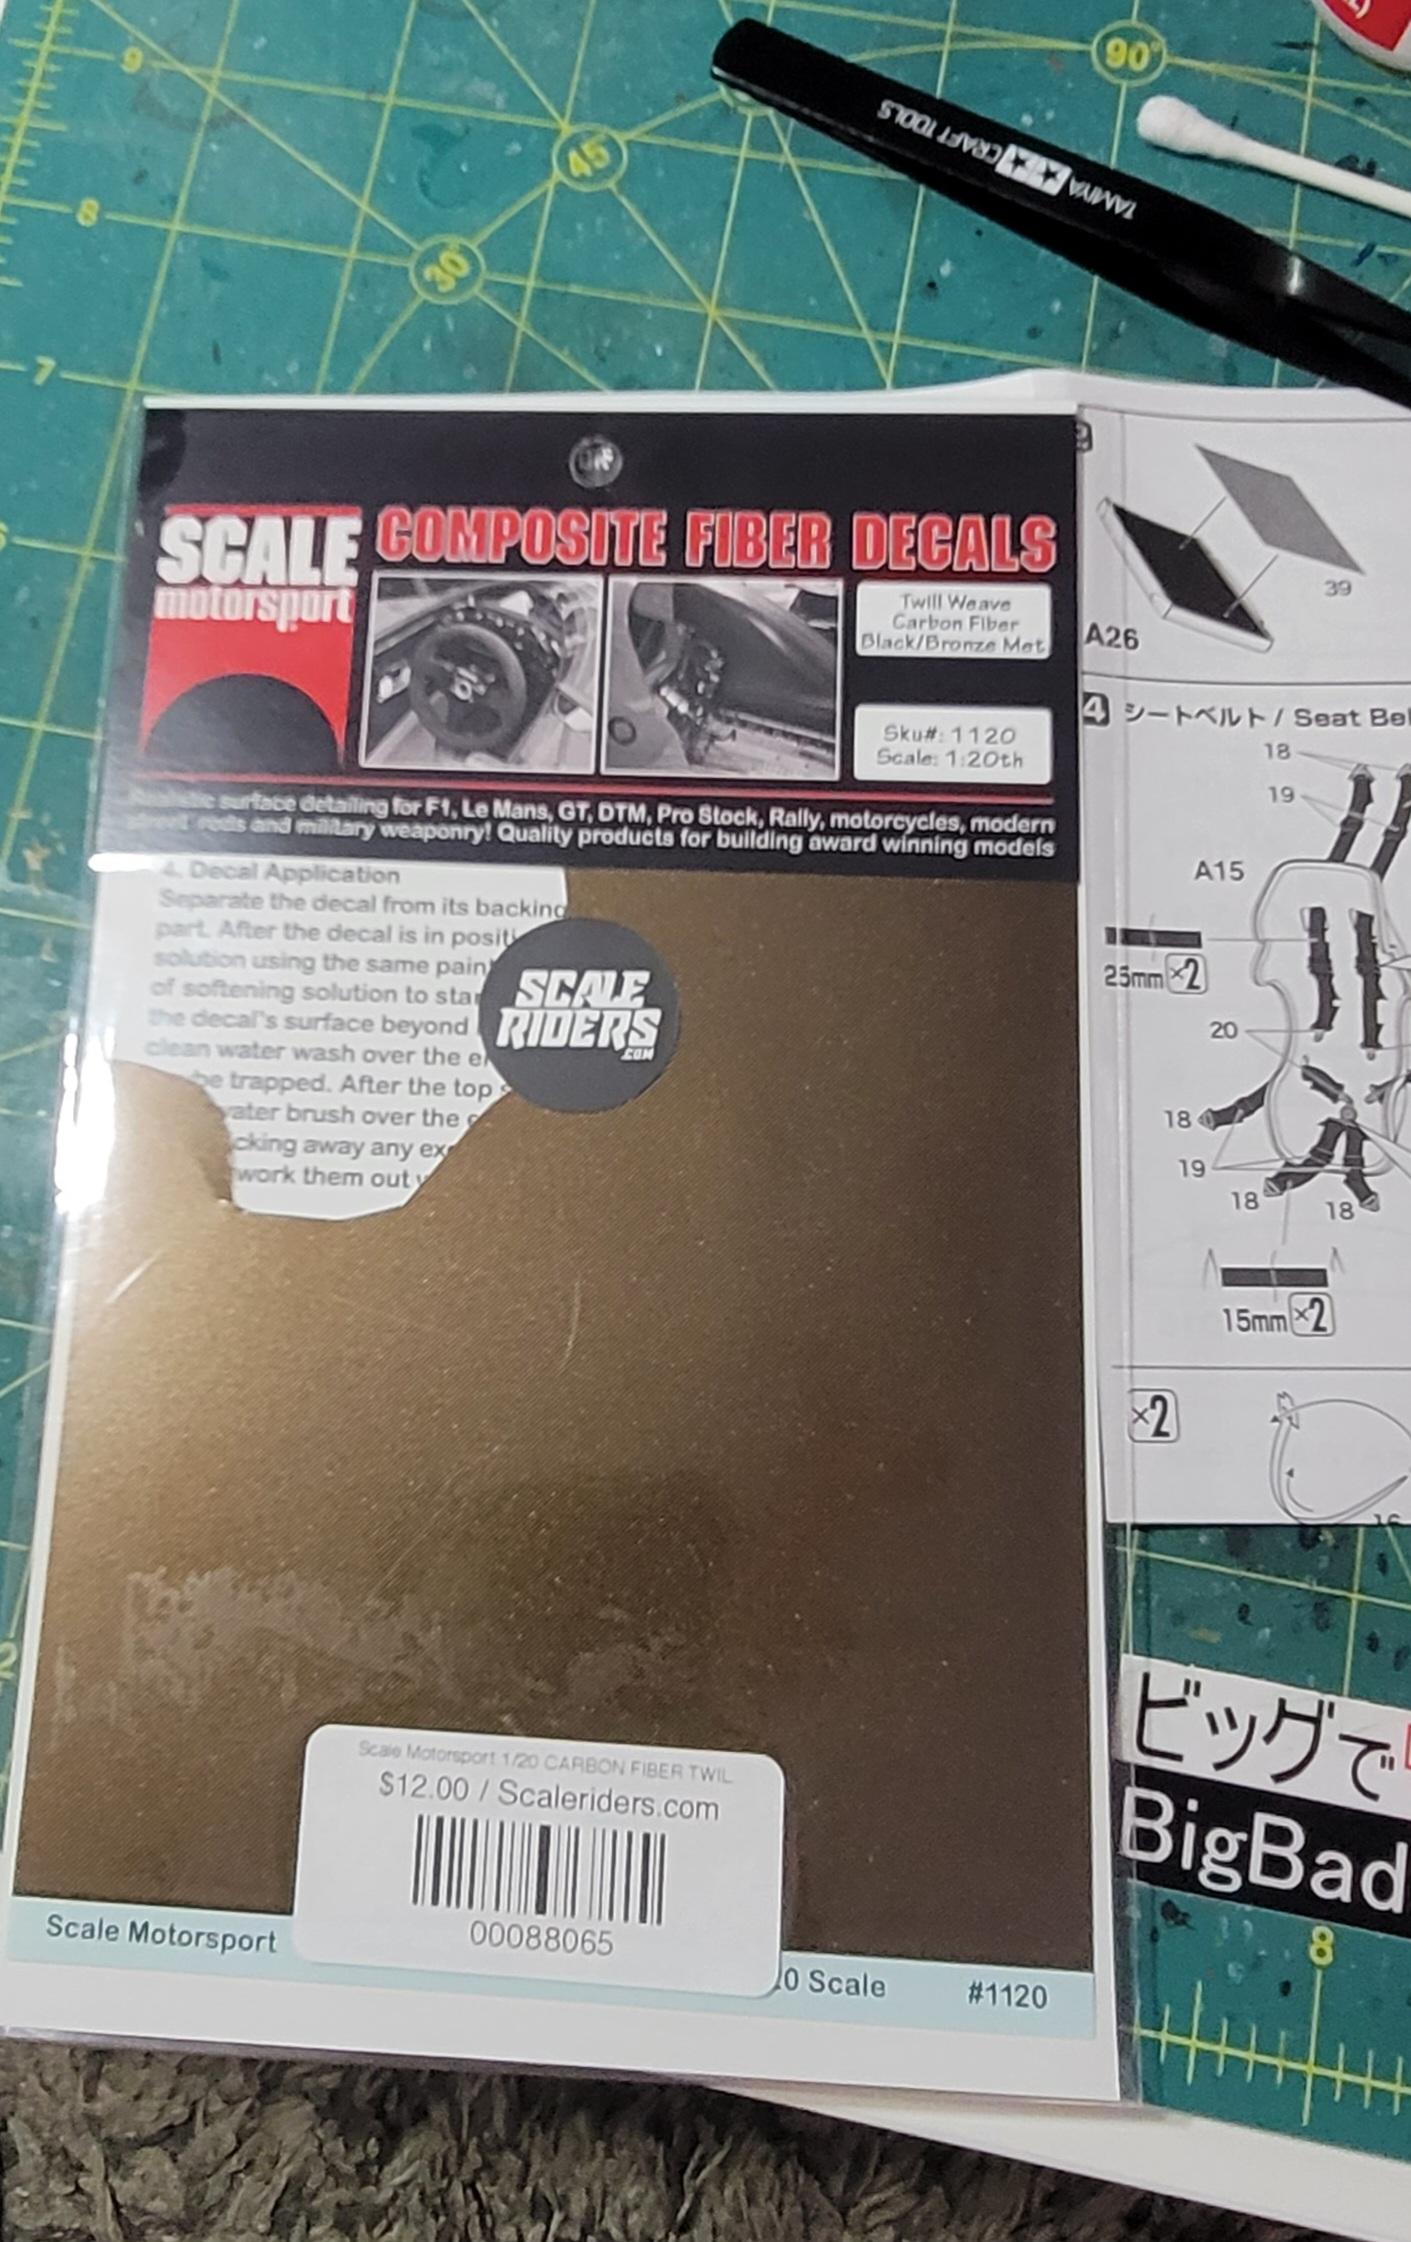 9
45
90°
30°
8
7
TAMIYA CRAFT TOOLS
SCALE
motorsport
COMPOSITE FIBER DECALS
Twill Weave
Carbon Fiber
Black/Bronze Met
Sku#: 1120
Scale: 1:20th
surface detailing for F1, Le Mans, GT, DTM, Pro Stock, Rally, motorcycles, modern
rods and military weaponry! Quality products for building award winning models
4. Decal Application
Separate the decal from its backing
part. After the decal is in positi
solution using the same pain
of softening solution to sta
the decal's surface beyond
clean water wash over the e
be trapped. After the top
water brush over the
cking away any ex
work them out
SCALE
RIDERS
.COM
Scale Motorsport 1/20 CARBON FIBER TWIL
$12.00 / Scaleriders.com
00088065
Scale Motorsport
0 Scale
#1120
39
A26
4 シートベルト / Seat Bel
18
19
A15
25mm ×2
20
18
19
18
18
15mm ×2
×2
16
ビッグで
BigBad
8
2